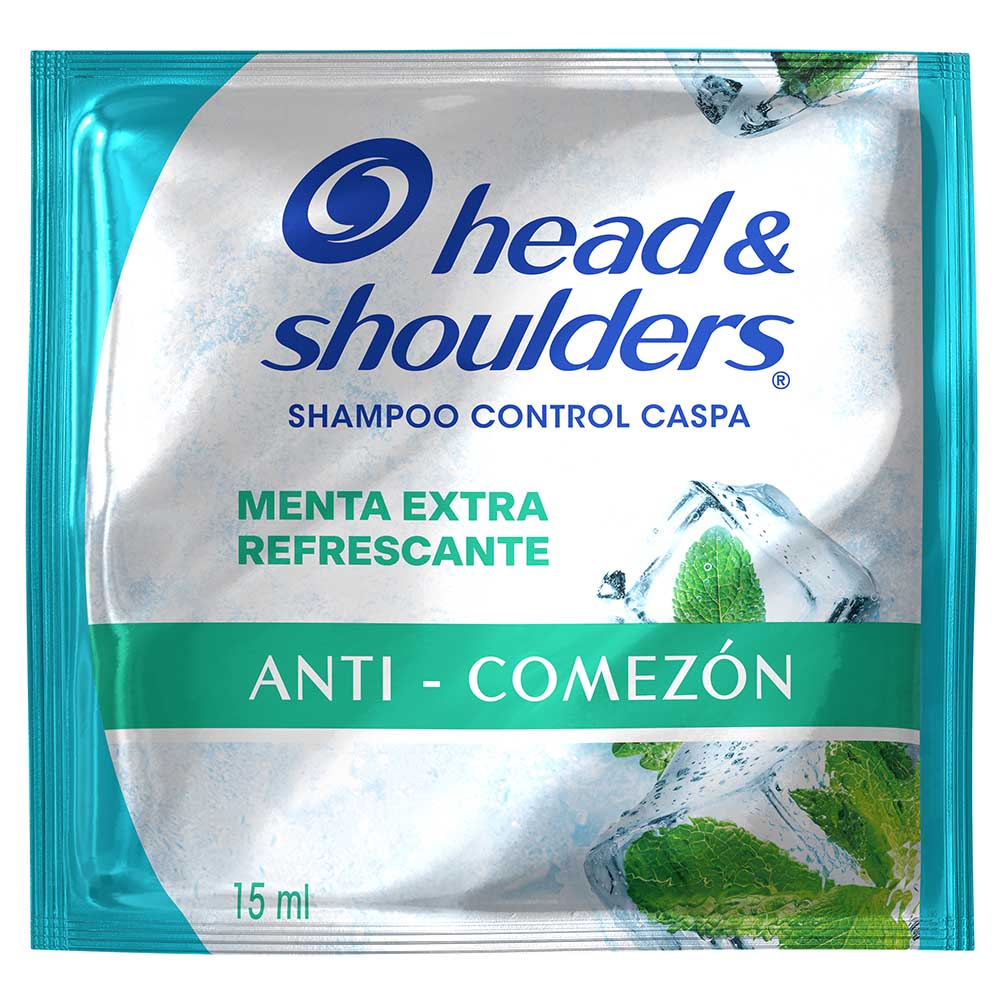 head &
shoulders®
SHAMPOO CONTROL CASPA
MENTA EXTRA
REFRESCANTE
ANTI - COMEZÓN
15 ml